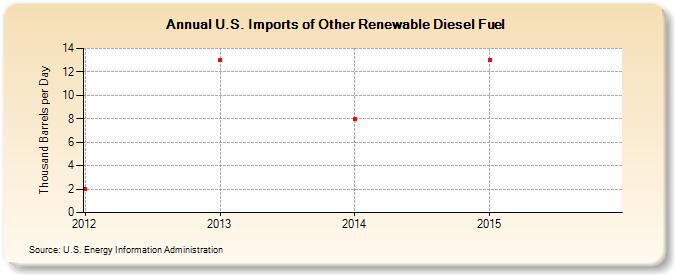 Annual U.S. Imports of Other Renewable Diesel Fuel
Thousand Barrels per Day
14
12
10
8
6
4
2
0
2012 2013 2014 2015
Source: U.S. Energy Information Administration